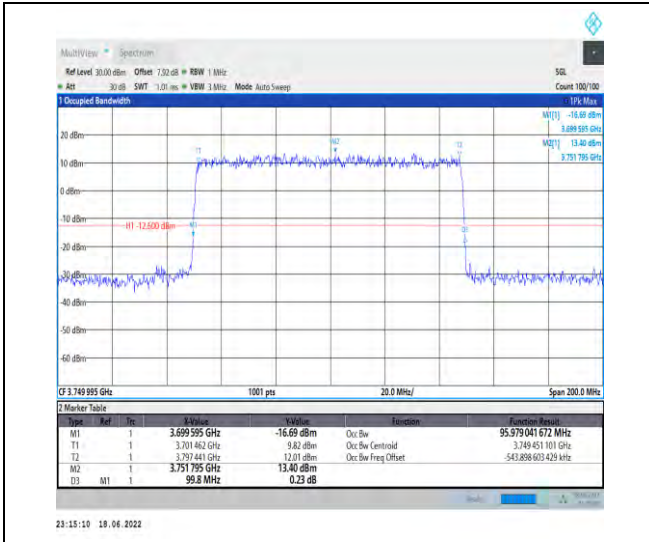 MultiView Spectrum
Ref Level 30.00 dBm Offset 7.92 dB RBW 1 MHz SGL
Att 30 dB SWT 1.01 ms VBW 3 MHz Mode Auto Sweep Count 100/100
1 Occupied Bandwidth 1Pk Max
M1[1] -16.69 dBm
3.699 595 GHz
M2[1] 13.40 dBm
3.751 795 GHz
20 dBm
T1 M2 T2
10 dBm
0 dBm
-10 dBm
H1 -12.600 dBm M1 D3
-20 dBm
-30 dBm
-40 dBm
-50 dBm
-60 dBm
CF 3.749 995 GHz 1001 pts 20.0 MHz/ Span 200.0 MHz
2 Marker Table
Type Ref Trc X-Value Y-Value Function Function Result
M1 1 3.699 595 GHz -16.69 dBm Occ Bw 95.979 041 672 MHz
T1 1 3.701 462 GHz 9.82 dBm Occ Bw Centroid 3.749 451 101 GHz
T2 1 3.797 441 GHz 12.01 dBm Occ Bw Freq Offset -543.898 603 429 kHz
M2 1 3.751 795 GHz 13.40 dBm
D3 M1 1 99.8 MHz 0.23 dB
23:15:10 18.06.2022